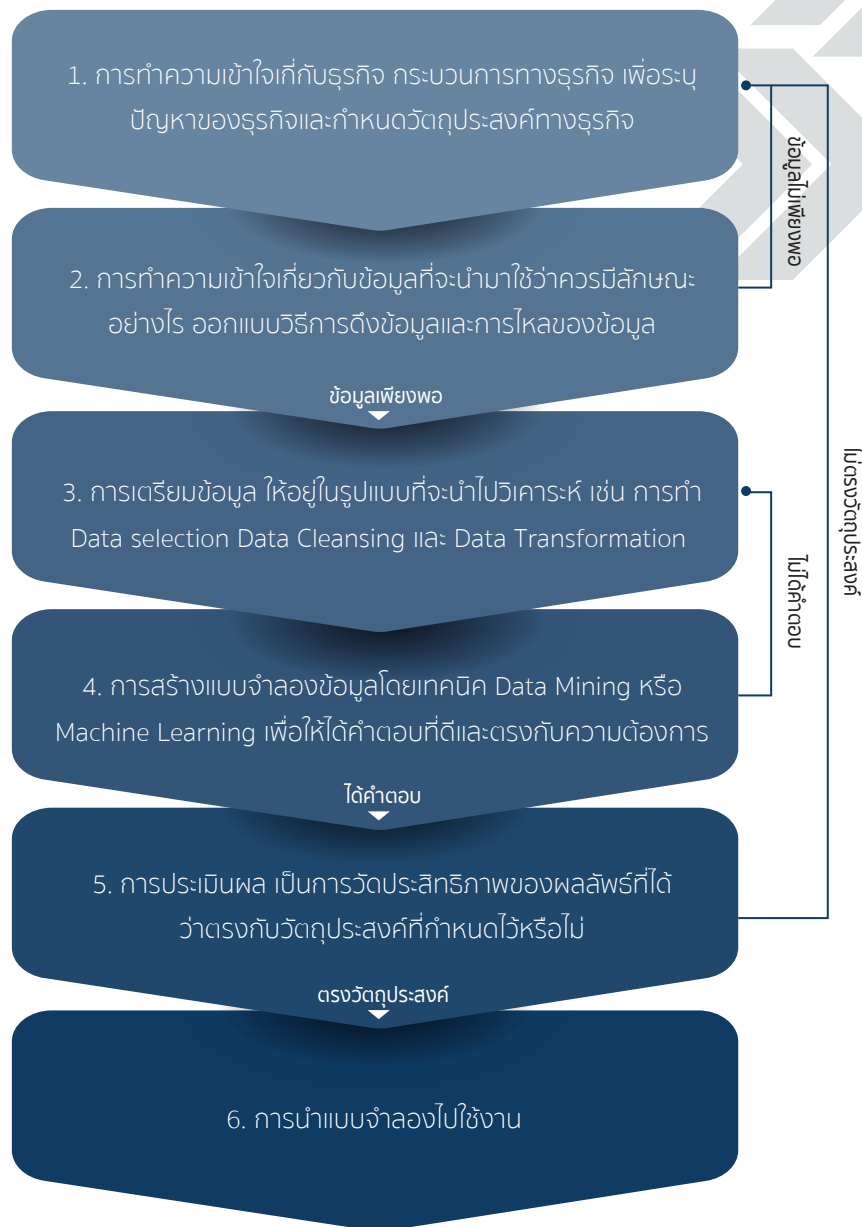 1. การทำความเข้าใจเกี่กับธุรกิจ กระบวนการทางธุรกิจ เพื่อระบุ
ปัญหาของธุรกิจและกำหนดวัตถุประสงค์ทางธุรกิจ
ข้อมูลไม่เพียงพอ
2. การทำความเข้าใจเกี่ยวกับข้อมูลที่จะนำมาใช้ว่าควรมีลักษณะ
อย่างไร ออกแบบวิธีการดึงข้อมูลและการไหลของข้อมูล
ข้อมูลเพียงพอ
3. การเตรียมข้อมูล ให้อยู่ในรูปแบบที่จะนำไปวิเคาระห์ เช่น การทำ
Data selection Data Cleansing และ Data Transformation
ไม่ตรงวัตถุประสงค์
ไม่ได้คำตอบ
4. การสร้างแบบจำลองข้อมูลโดยเทคนิค Data Mining หรือ
Machine Learning เพื่อให้ได้คำตอบที่ดีและตรงกับความต้องการ
ได้คำตอบ
5. การประเมินผล เป็นการวัดประสิทธิภาพของผลลัพธ์ที่ได้
ว่าตรงกับวัตถุประสงค์ที่กำหนดไว้หรือไม่
ตรงวัตถุประสงค์
6. การนำแบบจำลองไปใช้งาน